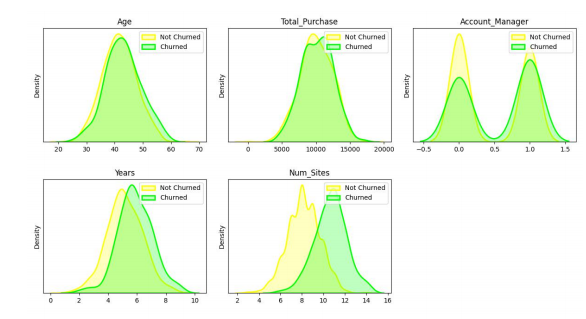 Age
Not Churned
Churned
Density
20 30 40 50 60 70
Total_Purchase
Not Churned
Churned
Density
0 5000 10000 15000 20000
Account_Manager
Not Churned
Churned
Density
−0.5 0.0 0.5 1.0 1.5
Years
Not Churned
Churned
Density
0 2 4 6 8 10
Num_Sites
Not Churned
Churned
Density
2 4 6 8 10 12 14 16